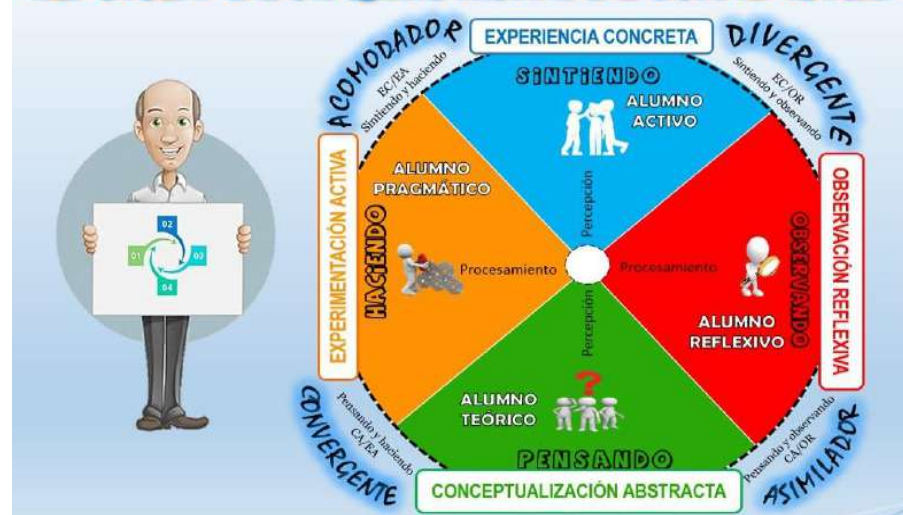 EXPERIENCIA CONCRETA
ACOMODADOR
EC/EA
Sintiendo y haciendo
DIVERGENTE
EC/OR
Sintiendo y observando
SINTIENDO
ALUMNO
ACTIVO
Percepción
EXPERIMENTACIÓN ACTIVA
HACIENDO
ALUMNO
PRAGMÁTICO
Procesamiento
Procesamiento
OBSERVANDO
OBSERVACIÓN REFLEXIVA
ALUMNO
REFLEXIVO
02
01
03
04
Percepción
ALUMNO
TEÓRICO
?
PENSANDO
CONCEPTUALIZACIÓN ABSTRACTA
CONVERGENTE
Pensando y haciendo
CA/EA
Pensando y observando
CA/OR
ASIMILADOR